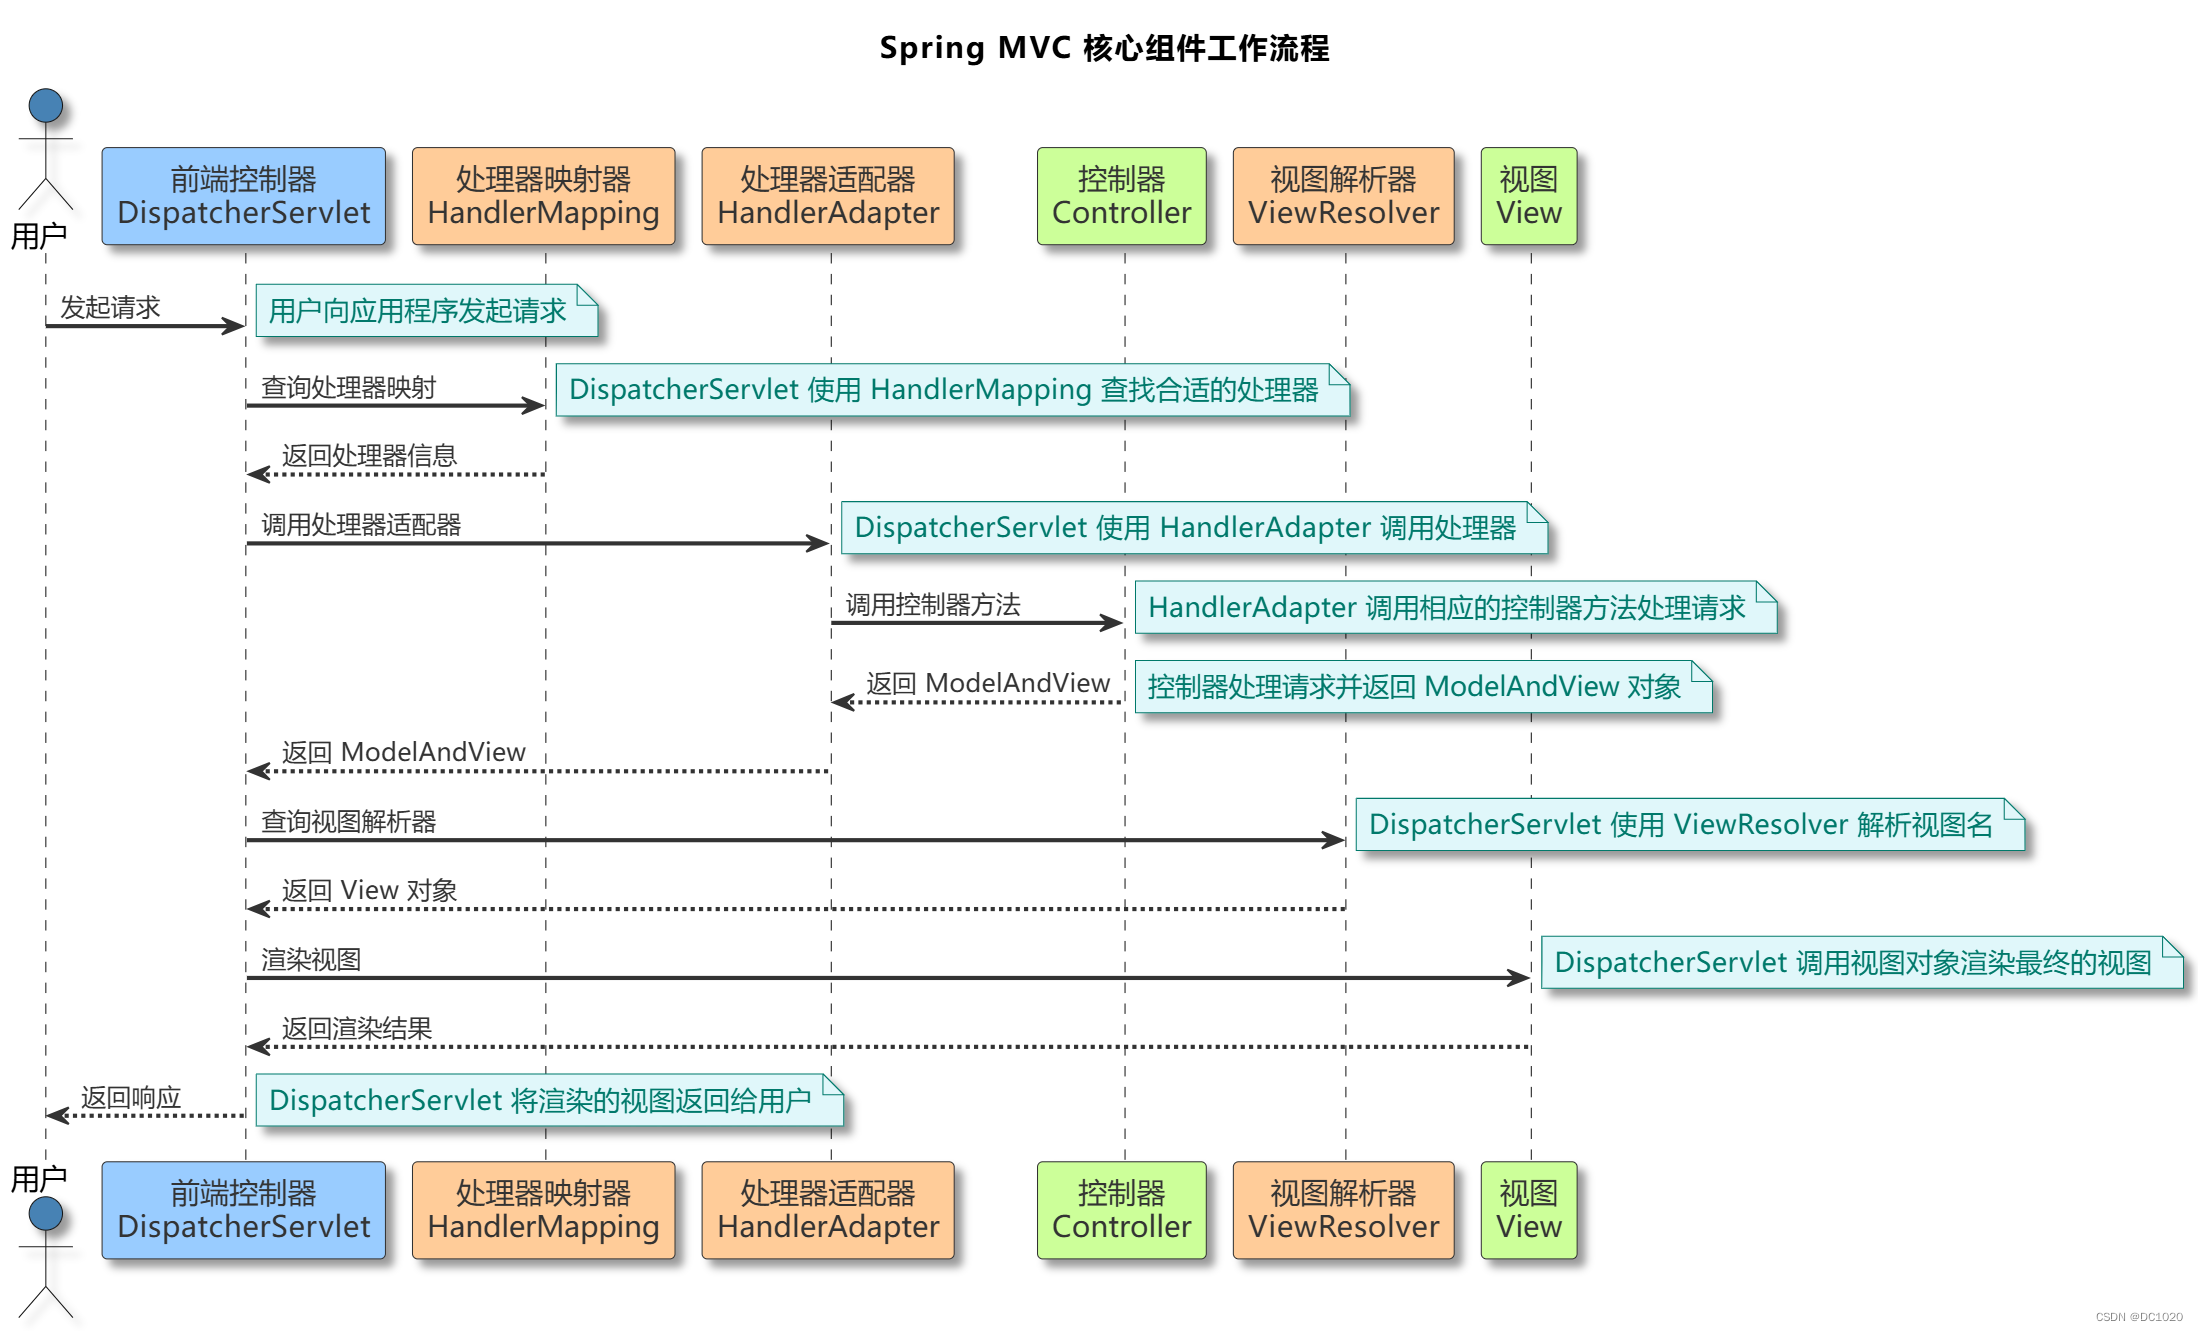 Spring MVC 核心组件工作流程
用户
前端控制器
DispatcherServlet
处理器映射器
HandlerMapping
处理器适配器
HandlerAdapter
控制器
Controller
视图解析器
ViewResolver
视图
View
发起请求
用户向应用程序发起请求
查询处理器映射
DispatcherServlet 使用 HandlerMapping 查找合适的处理器
返回处理器信息
调用处理器适配器
DispatcherServlet 使用 HandlerAdapter 调用处理器
调用控制器方法
HandlerAdapter 调用相应的控制器方法处理请求
返回 ModelAndView
控制器处理请求并返回 ModelAndView 对象
返回 ModelAndView
查询视图解析器
DispatcherServlet 使用 ViewResolver 解析视图名
返回 View 对象
渲染视图
DispatcherServlet 调用视图对象渲染最终的视图
返回渲染结果
返回响应
DispatcherServlet 将渲染的视图返回给用户
用户
前端控制器
DispatcherServlet
处理器映射器
HandlerMapping
处理器适配器
HandlerAdapter
控制器
Controller
视图解析器
ViewResolver
视图
View
CSDN @DC1020